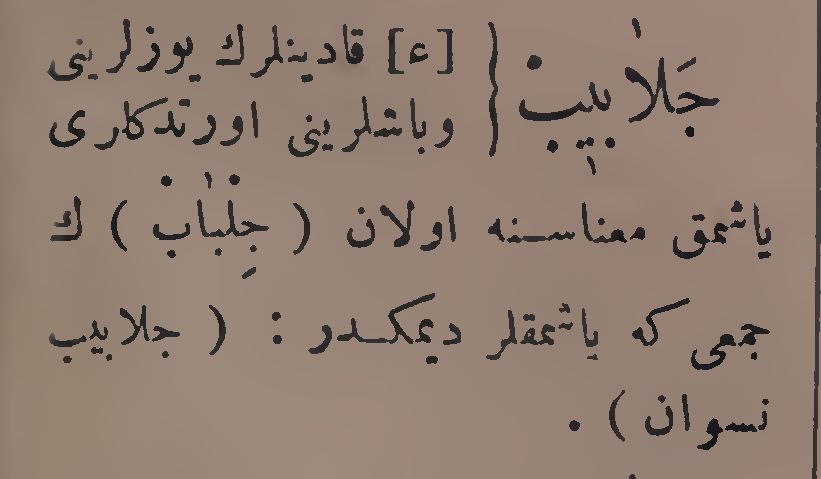 جَلَابِيبْ { [ء] قادينلرك يوزلرينى
وباشلرينى اورتدكارى
ياشمق معناسنه اولان ( جِلْبَابْ ) ك
جمعى كه ياشمقلر ديمكدر : ( جلابيب
نسوان ) .